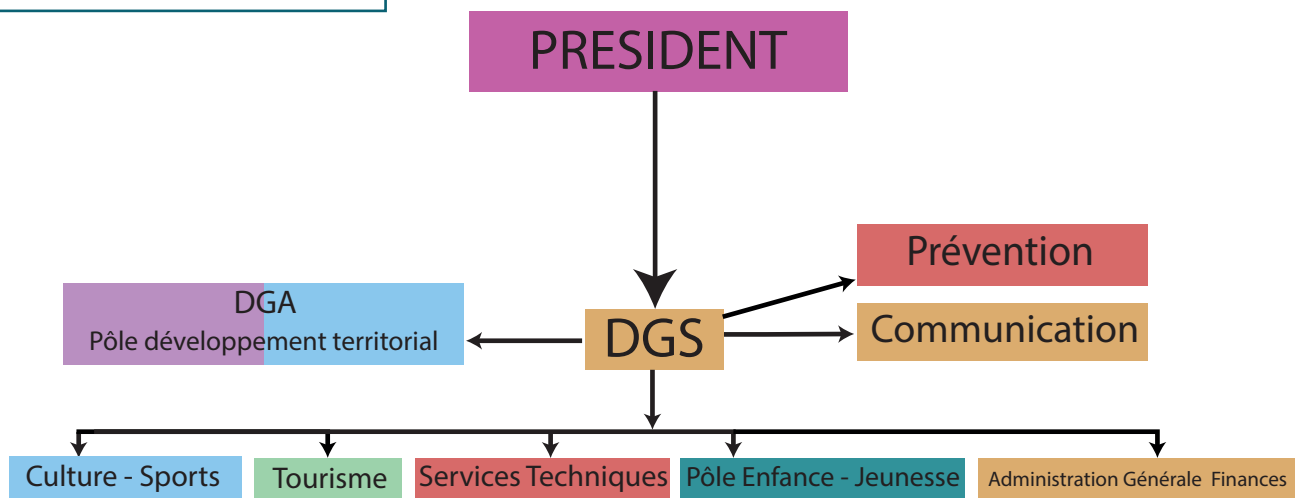 PRESIDENT
Prévention
DGA
Pôle développement territorial
DGS
Communication
Culture - Sports
Tourisme
Services Techniques
Pôle Enfance - Jeunesse
Administration Générale Finances